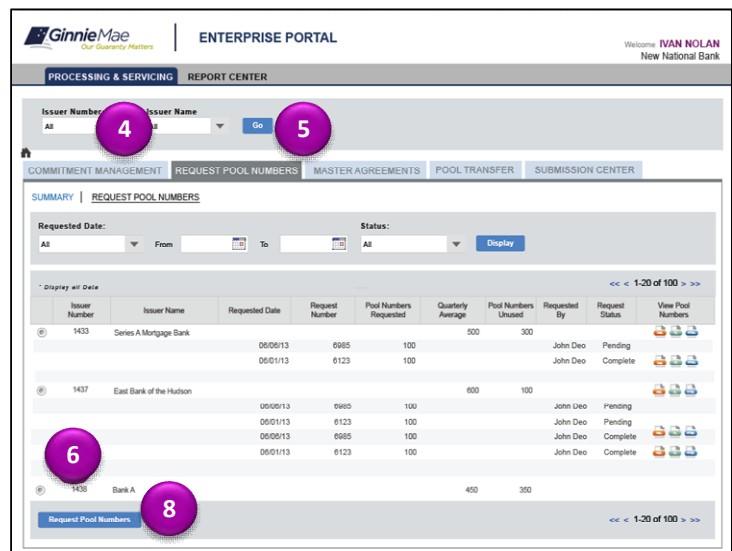 GinnieMae
Our Guaranty Matters
ENTERPRISE PORTAL
Welcome IVAN NOLAN
New National Bank
PROCESSING & SERVICING REPORT CENTER
Issuer Number Issuer Name
All All Go
4 5
COMMITMENT MANAGEMENT REQUEST POOL NUMBERS MASTER AGREEMENTS POOL TRANSFER SUBMISSION CENTER
SUMMARY | REQUEST POOL NUMBERS
Requested Date: Status:
All From To All Display
* Display all Data << < 1-20 of 100 > >>
Issuer Number Issuer Name Requested Date Request Number Pool Numbers Requested Quarterly Average Pool Numbers Unused Requested By Request Status View Pool Numbers
1433 Series A Mortgage Bank 500 300
06/06/13 6985 100 John Deo Pending
06/01/13 6123 100 John Deo Complete
1437 East Bank of the Hudson 600 100
06/06/13 6985 100 John Deo Pending
06/01/13 6123 100 John Deo Pending
06/06/13 6985 100 John Deo Complete
06/01/13 6123 100 John Deo Complete
6
1438 Bank A 450 350
8
Request Pool Numbers << < 1-20 of 100 > >>